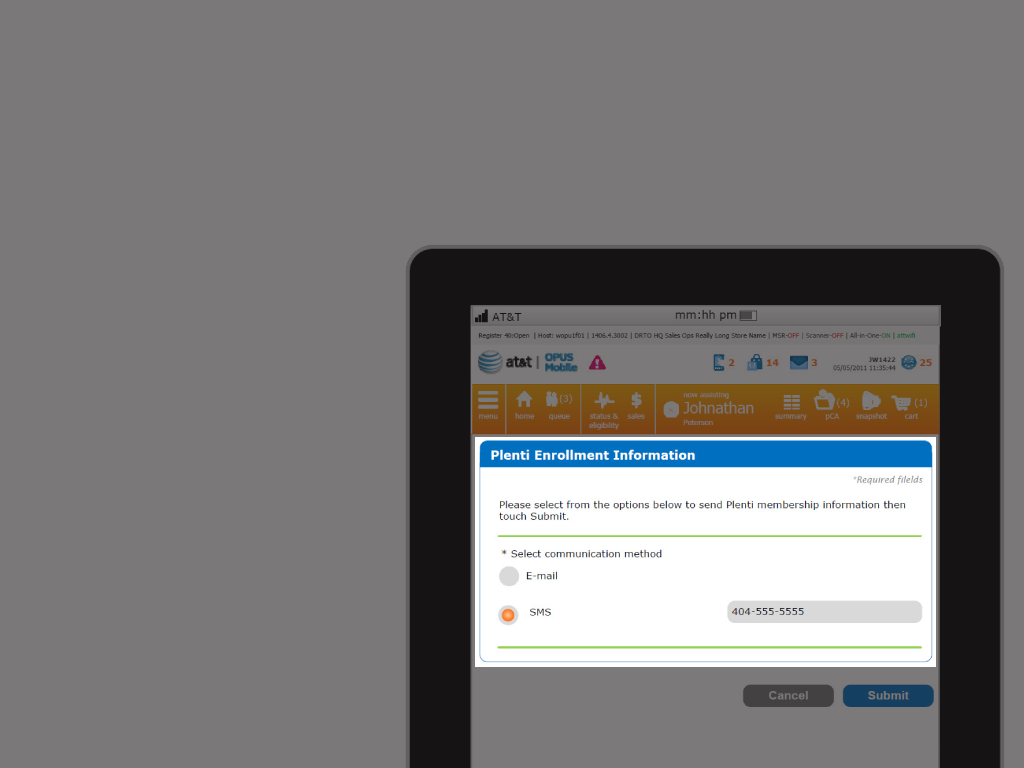 AT&T mm:hh pm
Register 40:Open | Host: wopu1f01 | 1406.4.3002 | DRTO HQ Sales Ops Really Long Store Name | MSR-OFF | Scanner-OFF | All-in-One-ON | attwifi
at&t | OPUS Mobile 2 14 3 JW1422 05/05/2011 11:35:44 25
menu home (3) queue status & eligibility $ sales now assisting Johnathan Peterson summary (4) pCA snapshot (1) cart
Plenti Enrollment Information
*Required filelds
Please select from the options below to send Plenti membership information then
touch Submit.
* Select communication method
E-mail
SMS 404-555-5555
Cancel Submit